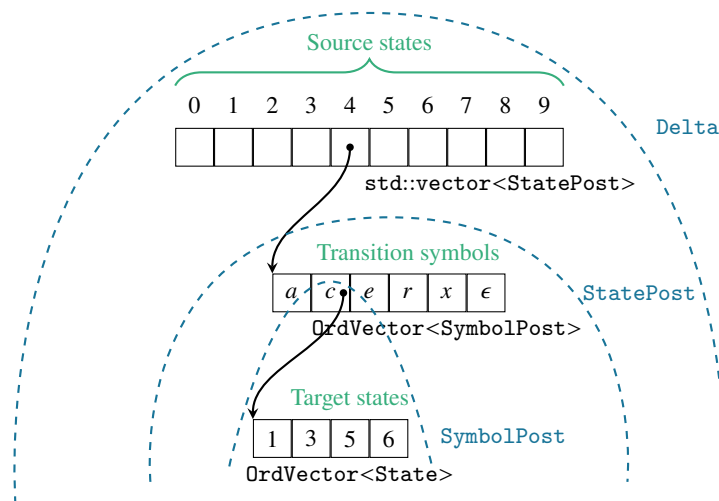 Source states
0 1 2 3 4 5 6 7 8 9
Delta
std::vector<StatePost>
Transition symbols
StatePost
a c e r x ϵ
OrdVector<SymbolPost>
Target states
1 3 5 6
SymbolPost
OrdVector<State>